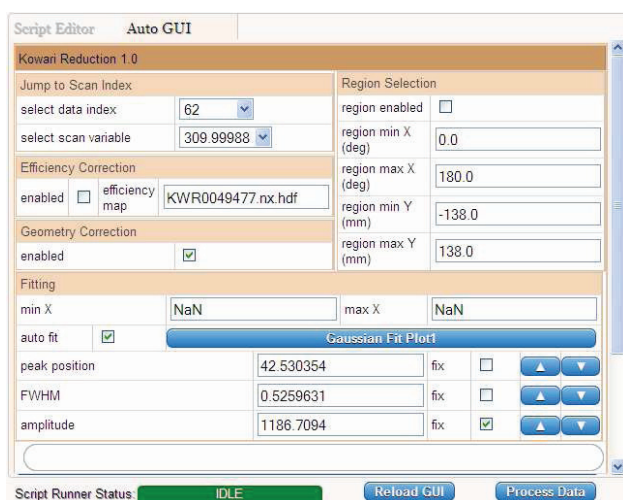 Script Editor Auto GUI
Kowari Reduction 1.0
Jump to Scan Index
select data index 62
select scan variable 309.99988
Efficiency Correction
enabled efficiency map KWR0049477.nx.hdf
Geometry Correction
enabled
Region Selection
region enabled
region min X (deg) 0.0
region max X (deg) 180.0
region min Y (mm) -138.0
region max Y (mm) 138.0
Fitting
min X NaN max X NaN
auto fit Gaussian Fit Plot1
peak position 42.530354 fix
FWHM 0.5259631 fix
amplitude 1186.7094 fix
Script Runner Status: IDLE Reload GUI Process Data